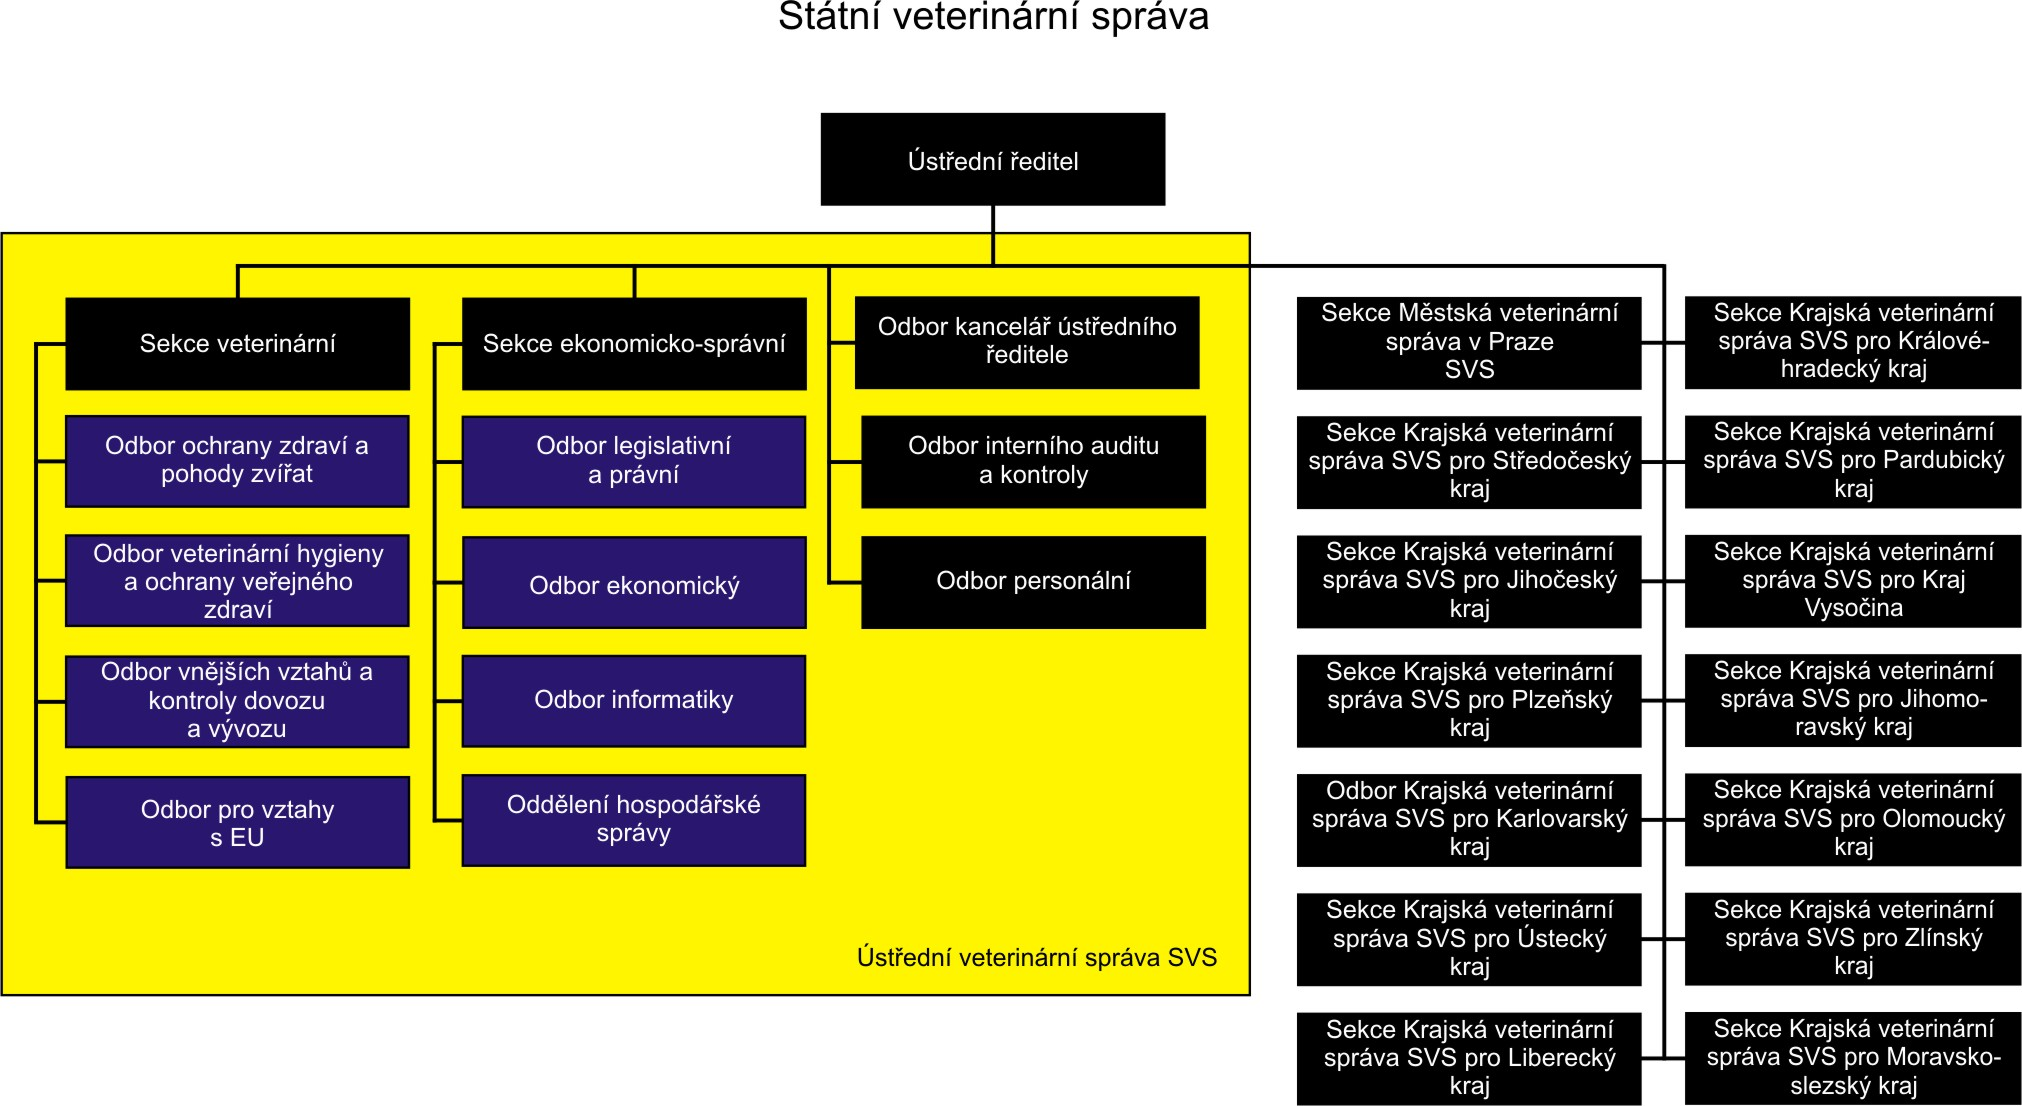 Státní veterinární správa
Ústřední ředitel
Sekce veterinární
Odbor ochrany zdraví a
pohody zvířat
Odbor veterinární hygieny
a ochrany veřejného
zdraví
Odbor vnějších vztahů a
kontroly dovozu
a vývozu
Odbor pro vztahy
s EU
Sekce ekonomicko-správní
Odbor legislativní
a právní
Odbor ekonomický
Odbor informatiky
Oddělení hospodářské
správy
Odbor kancelář ústředního
ředitele
Odbor interního auditu
a kontroly
Odbor personální
Ústřední veterinární správa SVS
Sekce Městská veterinární
správa v Praze
SVS
Sekce Krajská veterinární
správa SVS pro Středočeský
kraj
Sekce Krajská veterinární
správa SVS pro Jihočeský
kraj
Sekce Krajská veterinární
správa SVS pro Plzeňský
kraj
Odbor Krajská veterinární
správa SVS pro Karlovarský
kraj
Sekce Krajská veterinární
správa SVS pro Ústecký
kraj
Sekce Krajská veterinární
správa SVS pro Liberecký
kraj
Sekce Krajská veterinární
správa SVS pro Králové-
hradecký kraj
Sekce Krajská veterinární
správa SVS pro Pardubický
kraj
Sekce Krajská veterinární
správa SVS pro Kraj
Vysočina
Sekce Krajská veterinární
správa SVS pro Jihomo-
ravský kraj
Sekce Krajská veterinární
správa SVS pro Olomoucký
kraj
Sekce Krajská veterinární
správa SVS pro Zlínský
kraj
Sekce Krajská veterinární
správa SVS pro Moravsko-
slezský kraj